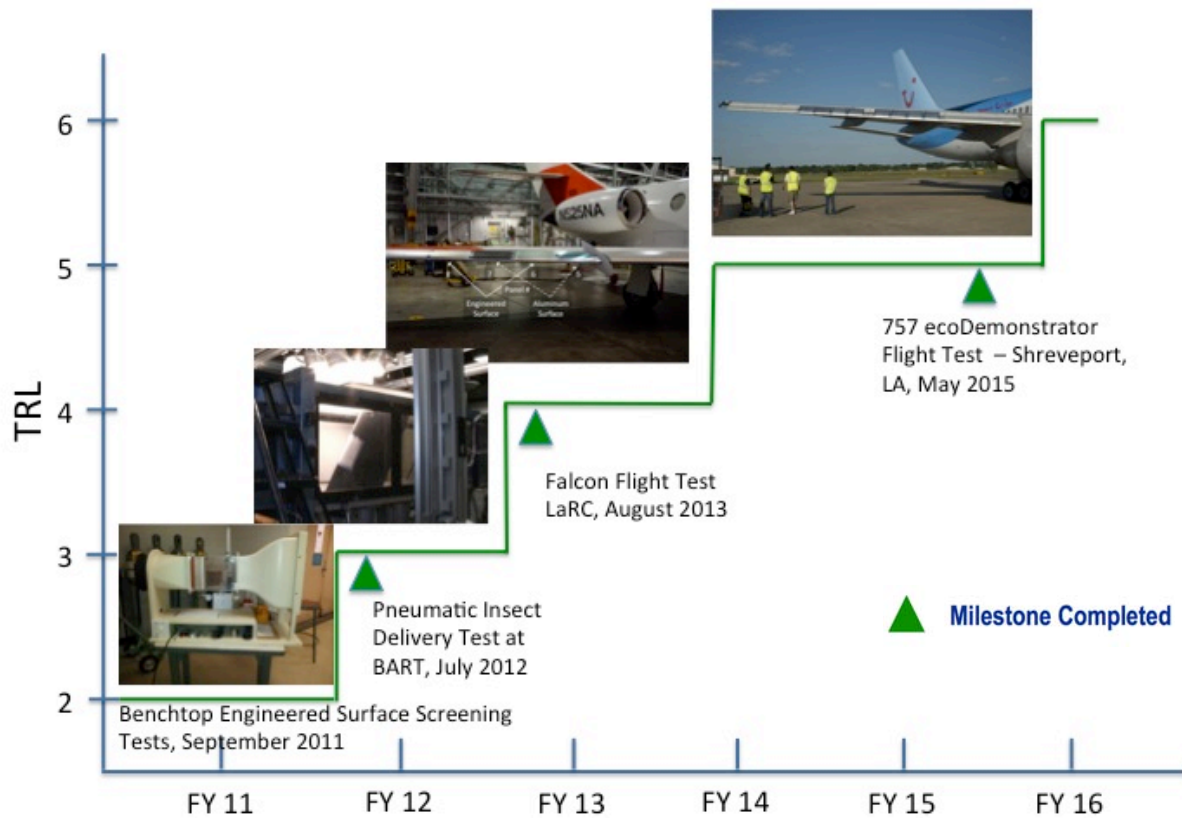 6
5
4
3
2
TRL
N525NA
Panel #
Engineered
Surface
Aluminum
Surface
757 ecoDemonstrator
Flight Test – Shreveport,
LA, May 2015
Falcon Flight Test
LaRC, August 2013
Pneumatic Insect
Delivery Test at
BART, July 2012
Milestone Completed
Benchtop Engineered Surface Screening
Tests, September 2011
FY 11
FY 12
FY 13
FY 14
FY 15
FY 16